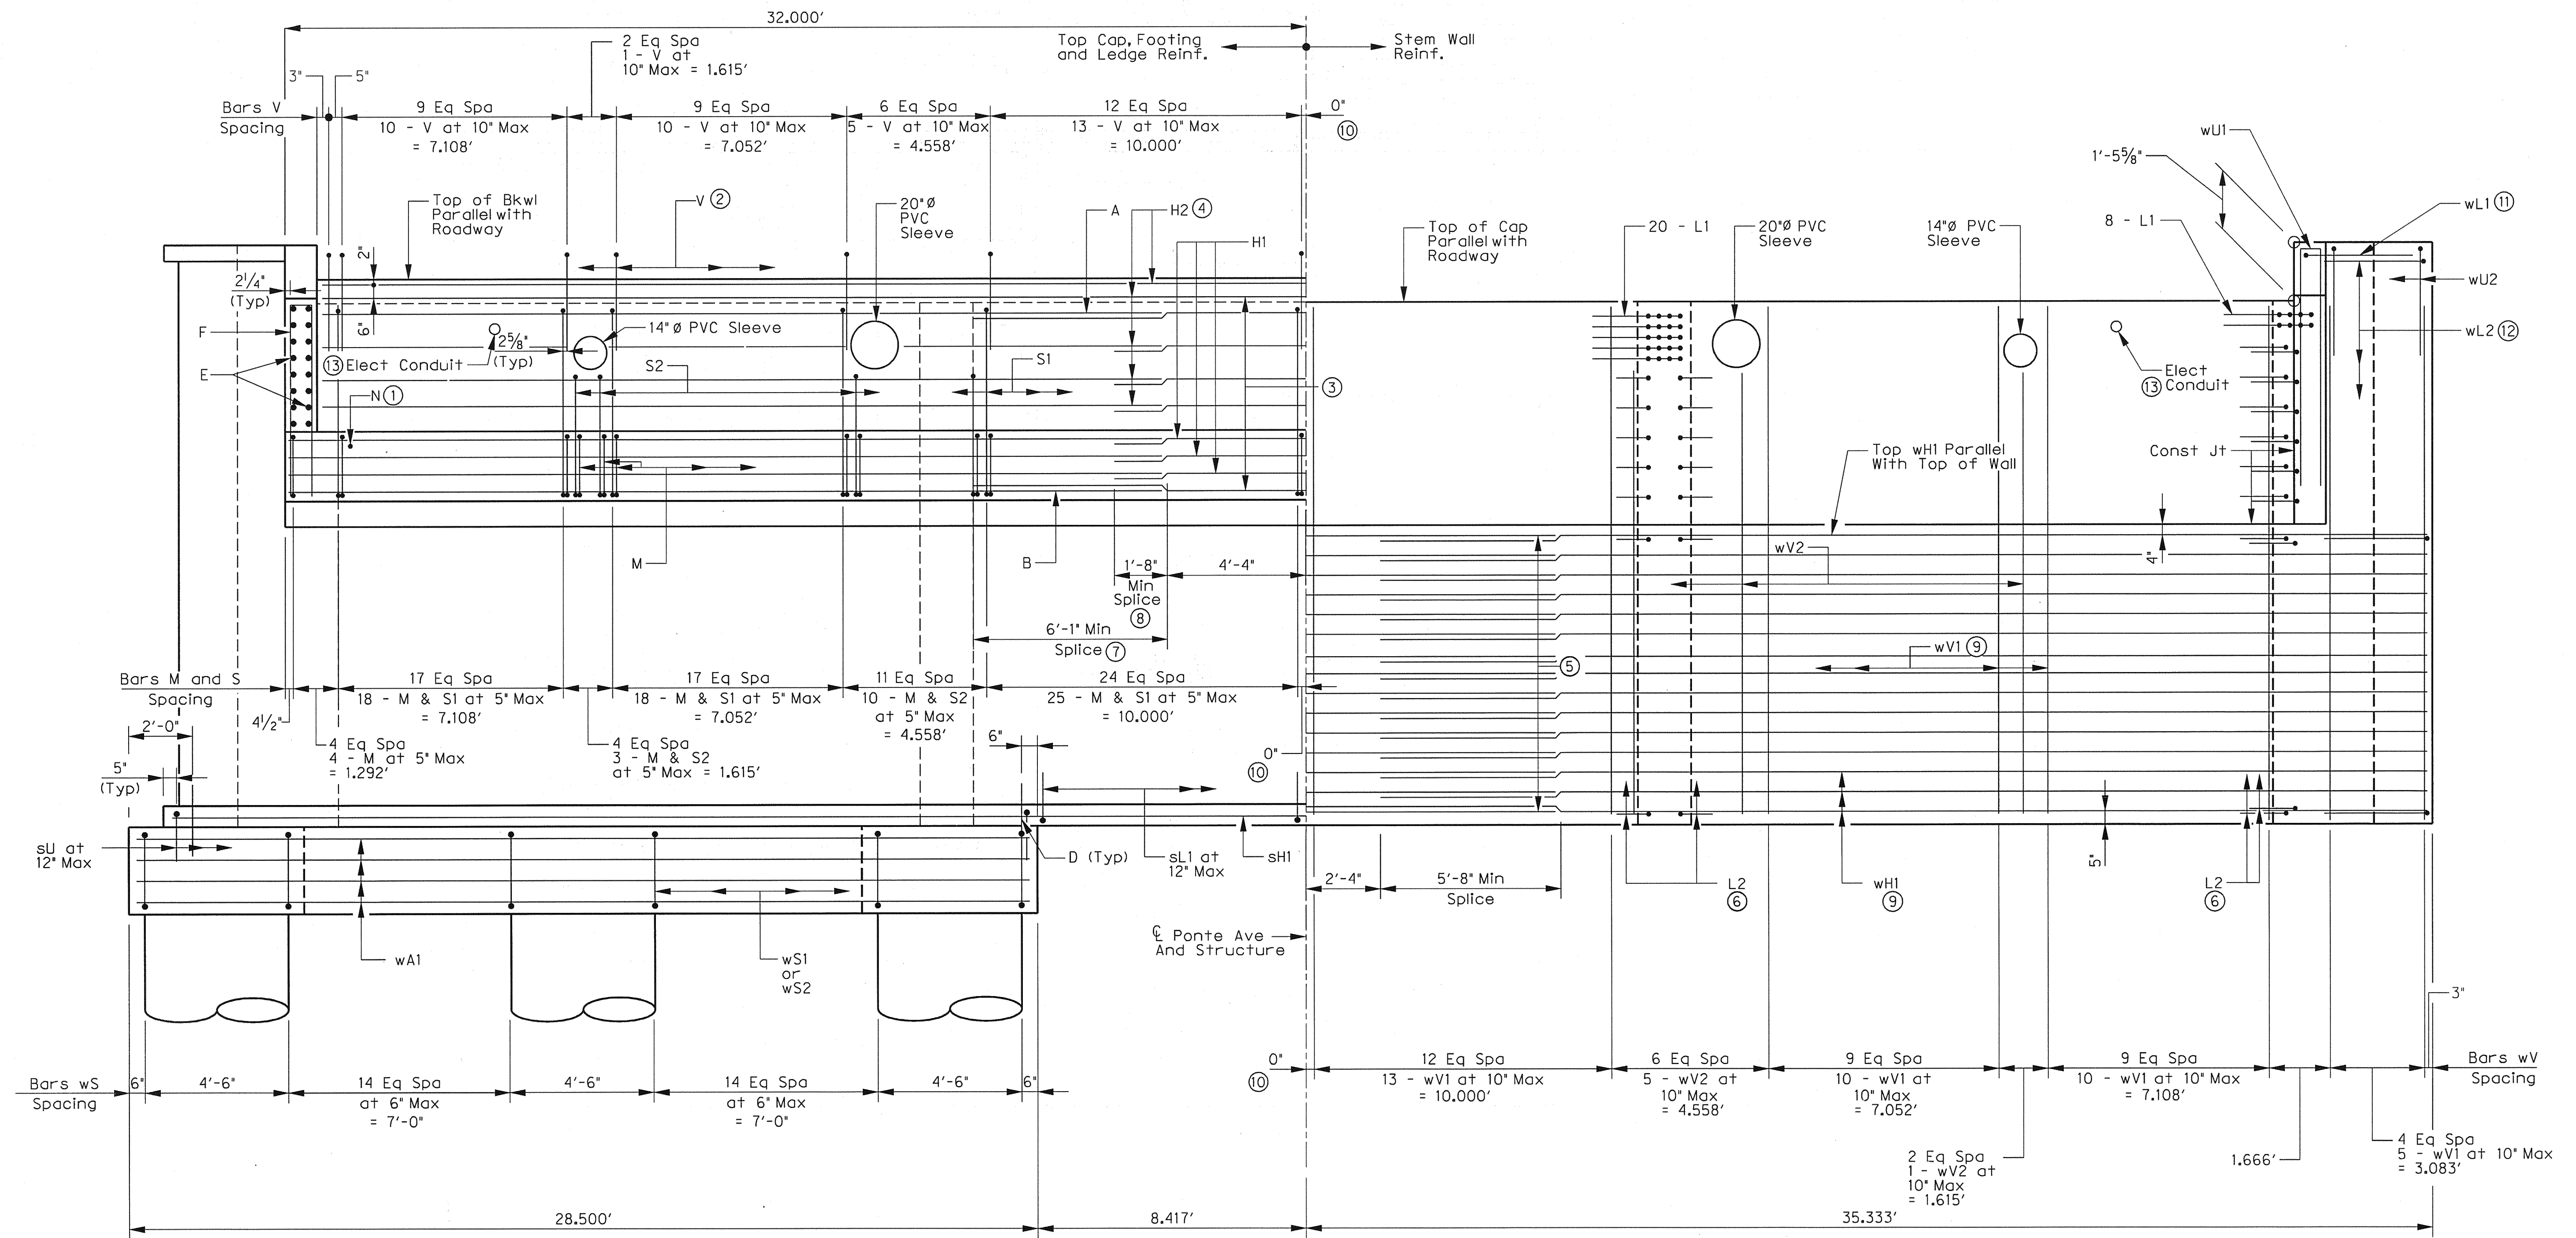 32.000'
2 Eq Spa
1 - V at
10" Max = 1.615'
Top Cap, Footing
and Ledge Reinf.
Stem Wall
Reinf.
3"
5"
Bars V
Spacing
9 Eq Spa
10 - V at 10" Max
= 7.108'
9 Eq Spa
10 - V at 10" Max
= 7.052'
6 Eq Spa
5 - V at 10" Max
= 4.558'
12 Eq Spa
13 - V at 10" Max
= 10.000'
0"
10
Top of Bkwl
Parallel with
Roadway
V 2
20"Ø
PVC
Sleeve
A
H2 4
H1
Top of Cap
Parallel with
Roadway
20 - L1
20"Ø PVC
Sleeve
14"Ø PVC
Sleeve
wU1
1'-5⅝"
8 - L1
wL1 11
wU2
wL2 12
2"
2¼"
(Typ)
6"
F
E
N 1
13 Elect Conduit
2⅝"
(Typ)
14"Ø PVC Sleeve
S2
S1
3
Elect
13 Conduit
Top wH1 Parallel
With Top of Wall
Const Jt
M
B
1'-8"
Min
Splice
8
4'-4"
wV2
4"
6'-1" Min
Splice 7
5
wV1 9
Bars M and S
Spacing
4½"
17 Eq Spa
18 - M & S1 at 5" Max
= 7.108'
17 Eq Spa
18 - M & S1 at 5" Max
= 7.052'
11 Eq Spa
10 - M & S2
at 5" Max
= 4.558'
24 Eq Spa
25 - M & S1 at 5" Max
= 10.000'
2'-0"
4 Eq Spa
4 - M at 5" Max
= 1.292'
4 Eq Spa
3 - M & S2
at 5" Max = 1.615'
6"
0"
10
5"
(Typ)
sU at
12" Max
D (Typ)
sL1 at
12" Max
sH1
2'-4"
5'-8" Min
Splice
L2
6
wH1
9
L2
6
5"
wA1
wS1
or
wS2
℄ Ponte Ave
And Structure
3"
Bars wS
Spacing
6"
4'-6"
14 Eq Spa
at 6" Max
= 7'-0"
4'-6"
14 Eq Spa
at 6" Max
= 7'-0"
4'-6"
6"
0"
10
12 Eq Spa
13 - wV1 at 10" Max
= 10.000'
6 Eq Spa
5 - wV2 at
10" Max
= 4.558'
9 Eq Spa
10 - wV1 at
10" Max
= 7.052'
9 Eq Spa
10 - wV1 at 10" Max
= 7.108'
Bars wV
Spacing
2 Eq Spa
1 - wV2 at
10" Max
= 1.615'
1.666'
4 Eq Spa
5 - wV1 at 10" Max
= 3.083'
28.500'
8.417'
35.333'